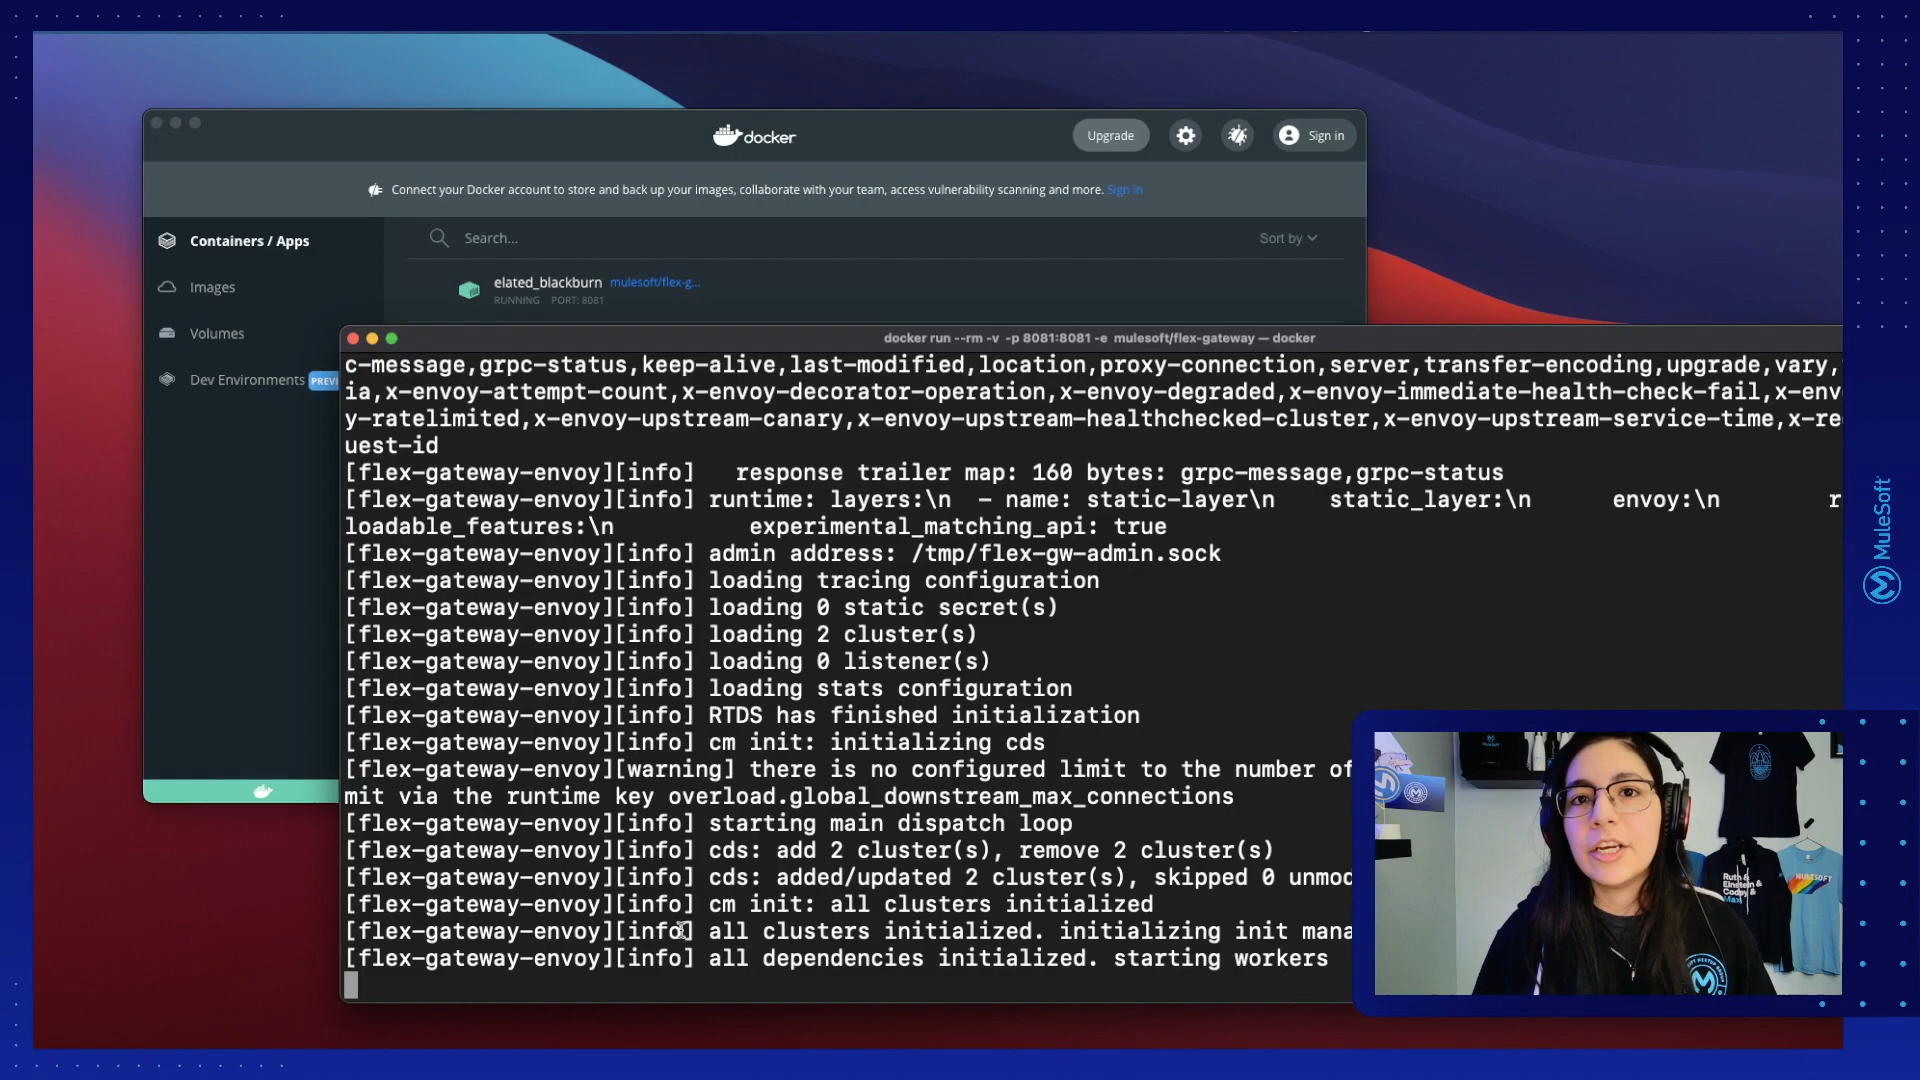 docker
Upgrade
Sign in
Connect your Docker account to store and back up your images, collaborate with your team, access vulnerability scanning and more. Sign in
Containers / Apps
Images
Volumes
Dev Environments
PREVI
Search...
Sort by
elated_blackburn mulesoft/flex-g...
RUNNING PORT: 8081
docker run --rm -v -p 8081:8081 -e mulesoft/flex-gateway — docker
c-message,grpc-status,keep-alive,last-modified,location,proxy-connection,server,transfer-encoding,upgrade,vary,
ia,x-envoy-attempt-count,x-envoy-decorator-operation,x-envoy-degraded,x-envoy-immediate-health-check-fail,x-env
y-ratelimited,x-envoy-upstream-canary,x-envoy-upstream-healthchecked-cluster,x-envoy-upstream-service-time,x-re
uest-id
[flex-gateway-envoy][info] response trailer map: 160 bytes: grpc-message,grpc-status
[flex-gateway-envoy][info] runtime: layers:\n - name: static-layer\n static_layer:\n envoy:\n r
loadable_features:\n experimental_matching_api: true
[flex-gateway-envoy][info] admin address: /tmp/flex-gw-admin.sock
[flex-gateway-envoy][info] loading tracing configuration
[flex-gateway-envoy][info] loading 0 static secret(s)
[flex-gateway-envoy][info] loading 2 cluster(s)
[flex-gateway-envoy][info] loading 0 listener(s)
[flex-gateway-envoy][info] loading stats configuration
[flex-gateway-envoy][info] RTDS has finished initialization
[flex-gateway-envoy][info] cm init: initializing cds
[flex-gateway-envoy][warning] there is no configured limit to the number of
mit via the runtime key overload.global_downstream_max_connections
[flex-gateway-envoy][info] starting main dispatch loop
[flex-gateway-envoy][info] cds: add 2 cluster(s), remove 2 cluster(s)
[flex-gateway-envoy][info] cds: added/updated 2 cluster(s), skipped 0 unmod
[flex-gateway-envoy][info] cm init: all clusters initialized
[flex-gateway-envoy][info] all clusters initialized. initializing init mana
[flex-gateway-envoy][info] all dependencies initialized. starting workers
MuleSoft
Ruth &
Einstein &
Codey &
Max
MULESOFT